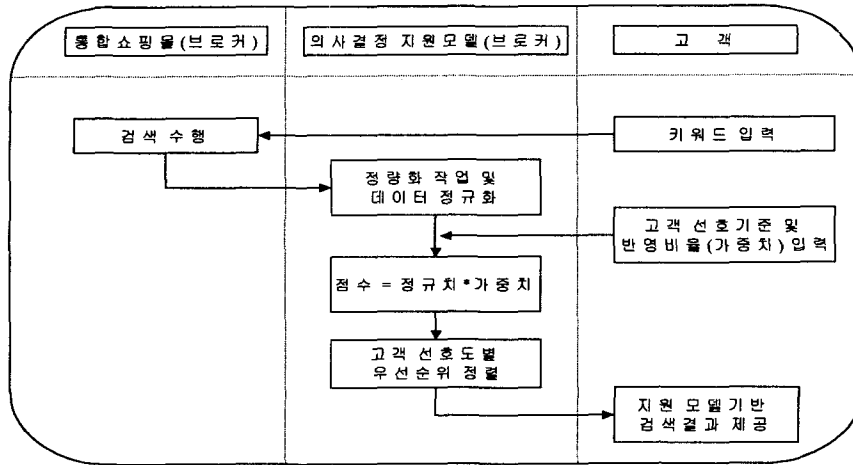 통합쇼핑몰(브로커)
의사결정 지원모델(브로커)
고 객
검색 수행
키워드 입력
정량화 작업 및
데이터 정규화
고객 선호기준 및
반영비율(가중치)입력
점수 = 정규치*가중치
고객 선호도별
우선순위 정렬
지원 모델기반
검색결과 제공